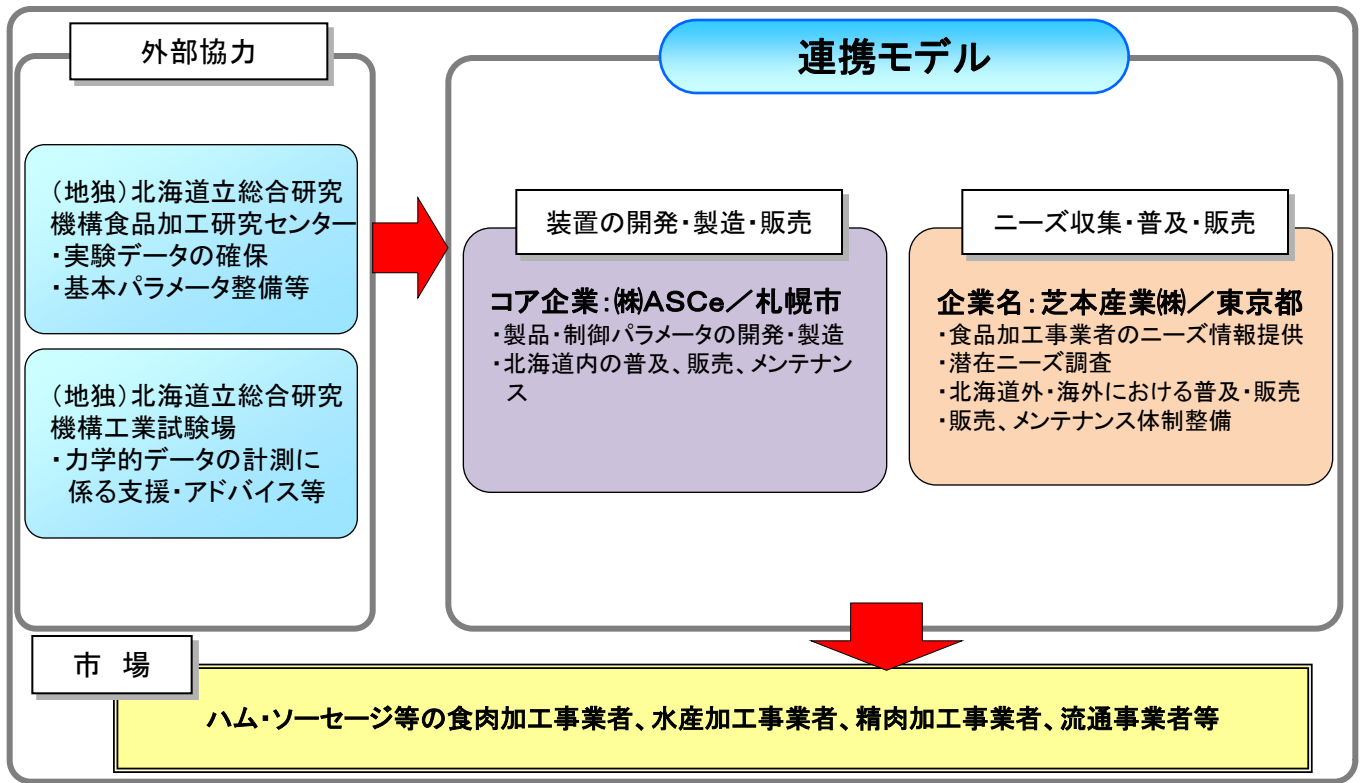 外部協力
連携モデル
（地独）北海道立総合研究
機構食品加工研究センター
・実験データの確保
・基本パラメータ整備等
（地独）北海道立総合研究
機構工業試験場
・力学的データの計測に
係る支援・アドバイス等
装置の開発・製造・販売
コア企業：㈱ASCe／札幌市
・製品・制御パラメータの開発・製造
・北海道内の普及、販売、メンテナン
ス
ニーズ収集・普及・販売
企業名：芝本産業㈱／東京都
・食品加工事業者のニーズ情報提供
・潜在ニーズ調査
・北海道外・海外における普及・販売
・販売、メンテナンス体制整備
市　場
ハム・ソーセージ等の食肉加工事業者、水産加工事業者、精肉加工事業者、流通事業者等